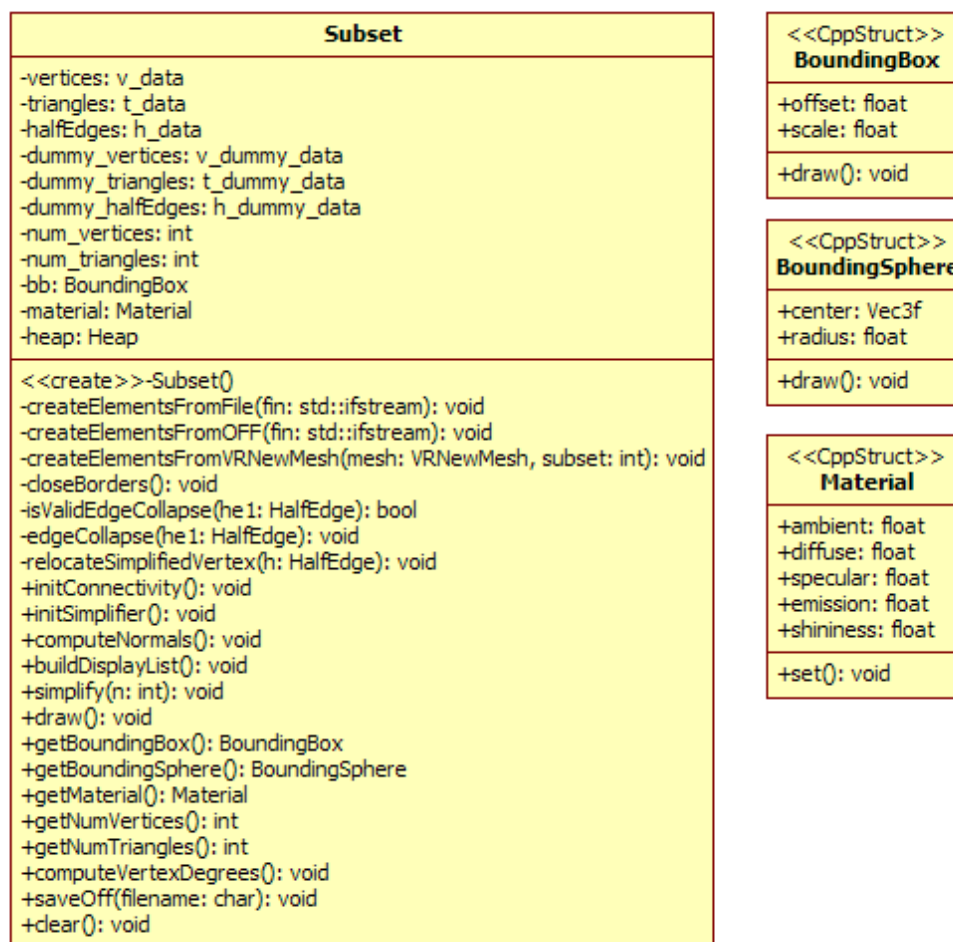 Subset
-vertices: v_data
-triangles: t_data
-halfEdges: h_data
-dummy_vertices: v_dummy_data
-dummy_triangles: t_dummy_data
-dummy_halfEdges: h_dummy_data
-num_vertices: int
-num_triangles: int
-bb: BoundingBox
-material: Material
-heap: Heap
<<create>>-Subset()
-createElementsFromFile(fin: std::ifstream): void
-createElementsFromOFF(fin: std::ifstream): void
-createElementsFromVRNewMesh(mesh: VRNewMesh, subset: int): void
-closeBorders(): void
-isValidEdgeCollapse(he1: HalfEdge): bool
-edgeCollapse(he1: HalfEdge): void
-relocateSimplifiedVertex(h: HalfEdge): void
+initConnectivity(): void
+initSimplifier(): void
+computeNormals(): void
+buildDisplayList(): void
+simplify(n: int): void
+draw(): void
+getBoundingBox(): BoundingBox
+getBoundingSphere(): BoundingSphere
+getMaterial(): Material
+getNumVertices(): int
+getNumTriangles(): int
+computeVertexDegrees(): void
+saveOff(filename: char): void
+clear(): void
<<CppStruct>>
BoundingBox
+offset: float
+scale: float
+draw(): void
<<CppStruct>>
BoundingSphere
+center: Vec3f
+radius: float
+draw(): void
<<CppStruct>>
Material
+ambient: float
+diffuse: float
+specular: float
+emission: float
+shininess: float
+set(): void